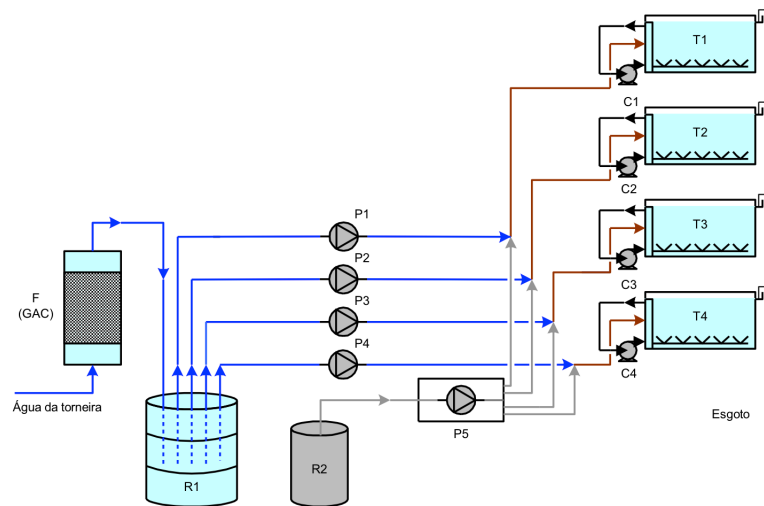 T1
C1
T2
C2
P1
T3
P2
C3
F
(GAC)
P3
T4
P4
C4
Água da torneira
P5
Esgoto
R2
R1